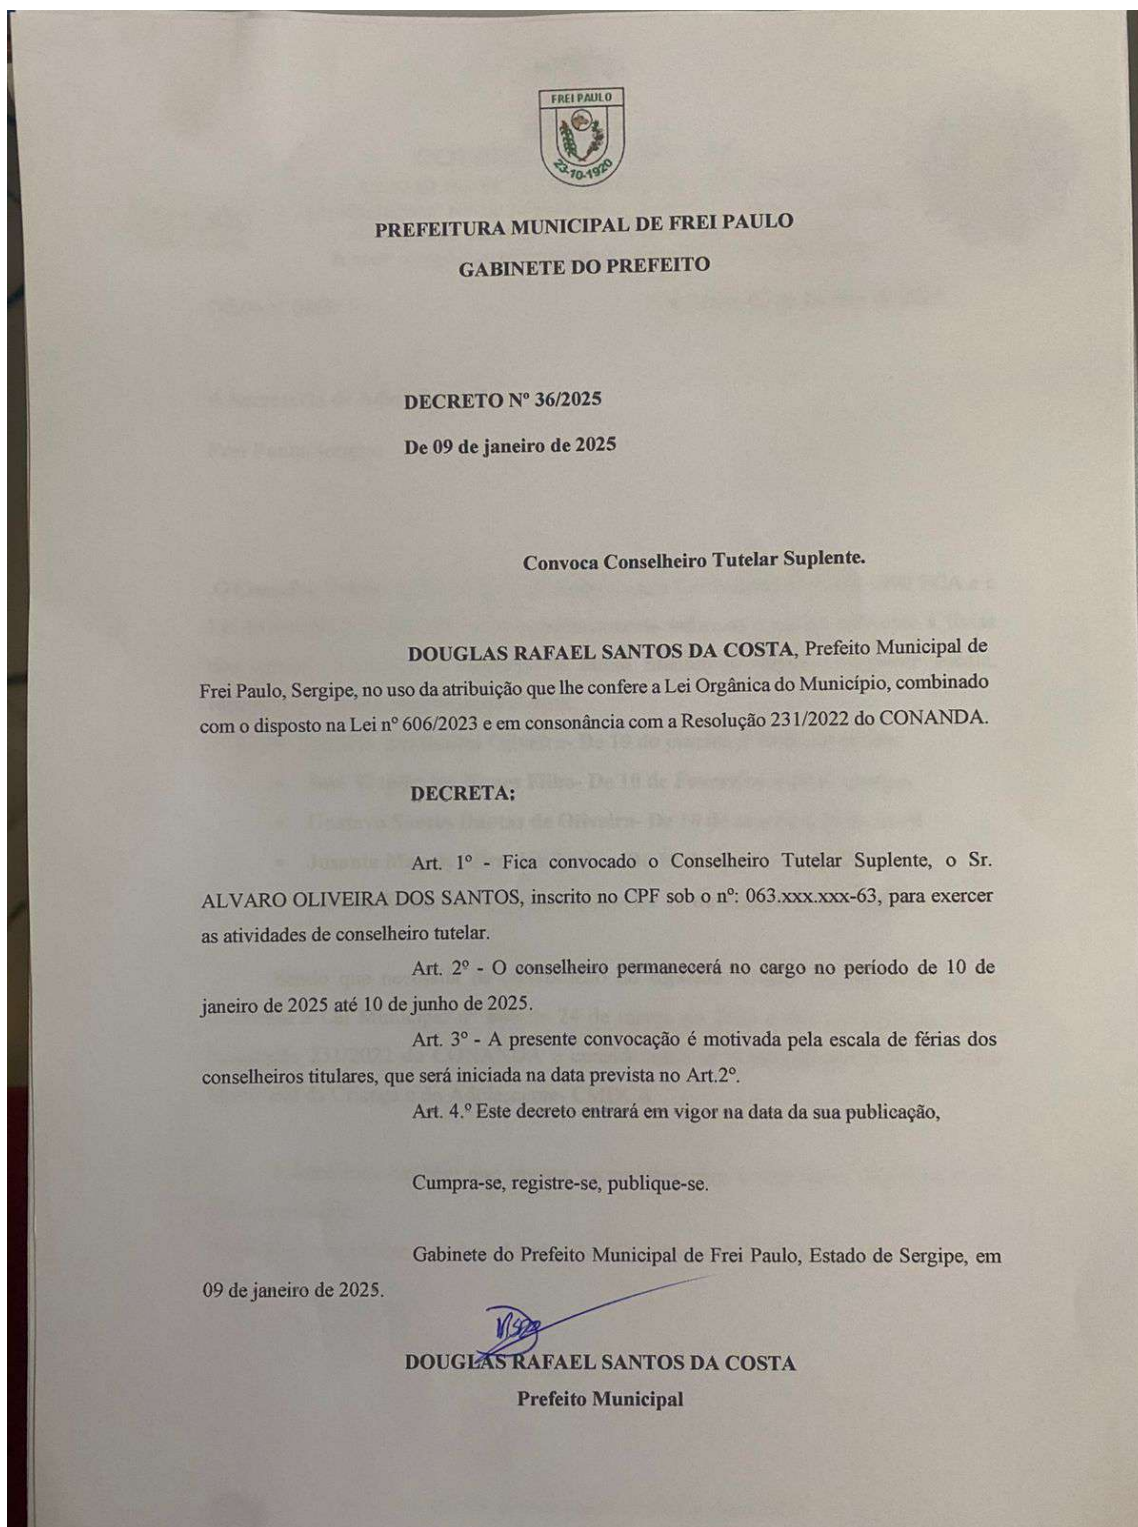 FREI PAULO
23-10-1920
PREFEITURA MUNICIPAL DE FREI PAULO
GABINETE DO PREFEITO
DECRETO Nº 36/2025
De 09 de janeiro de 2025
Convoca Conselheiro Tutelar Suplente.
DOUGLAS RAFAEL SANTOS DA COSTA, Prefeito Municipal de
Frei Paulo, Sergipe, no uso da atribuição que lhe confere a Lei Orgânica do Município, combinado
com o disposto na Lei nº 606/2023 e em consonância com a Resolução 231/2022 do CONANDA.
DECRETA;
Art. 1º - Fica convocado o Conselheiro Tutelar Suplente, o Sr.
ALVARO OLIVEIRA DOS SANTOS, inscrito no CPF sob o nº: 063.xxx.xxx-63, para exercer
as atividades de conselheiro tutelar.
Art. 2º - O conselheiro permanecerá no cargo no período de 10 de
janeiro de 2025 até 10 de junho de 2025.
Art. 3º - A presente convocação é motivada pela escala de férias dos
conselheiros titulares, que será iniciada na data prevista no Art.2º.
Art. 4.º Este decreto entrará em vigor na data da sua publicação,
Cumpra-se, registre-se, publique-se.
Gabinete do Prefeito Municipal de Frei Paulo, Estado de Sergipe, em
09 de janeiro de 2025.
DOUGLAS RAFAEL SANTOS DA COSTA
Prefeito Municipal